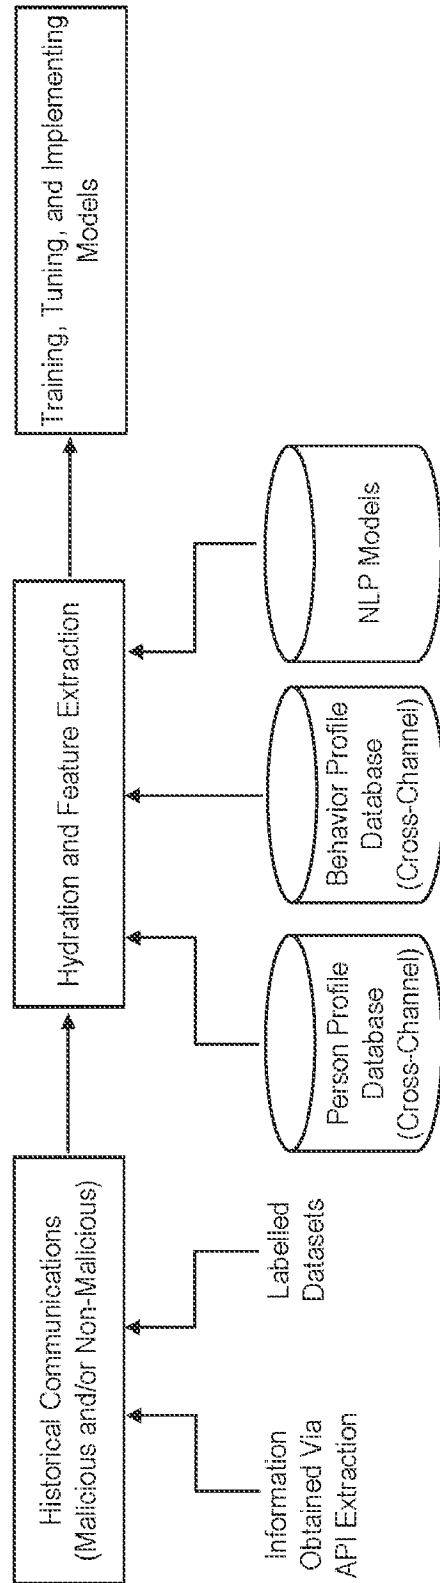 Historical Communications
(Malicious and/or Non-Malicious)
Information
Obtained Via
API Extraction
Labelled
Datasets
Hydration and Feature Extraction
Person Profile
Database
(Cross-Channel)
Behavior Profile
Database
(Cross-Channel)
NLP Models
Training, Tuning, and Implementing
Models